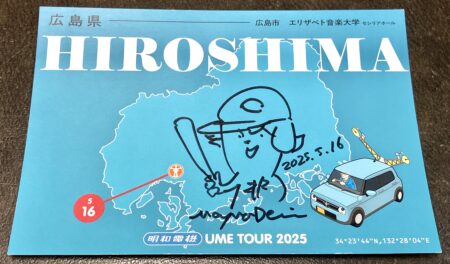 広島県
広島市 エリザベト音楽大学 セシリアホール
HIROSHIMA
2025.5.16
5
16
MaywaDenki
明和電機 UME TOUR 2025
34°23'44"N,132°28'04"E